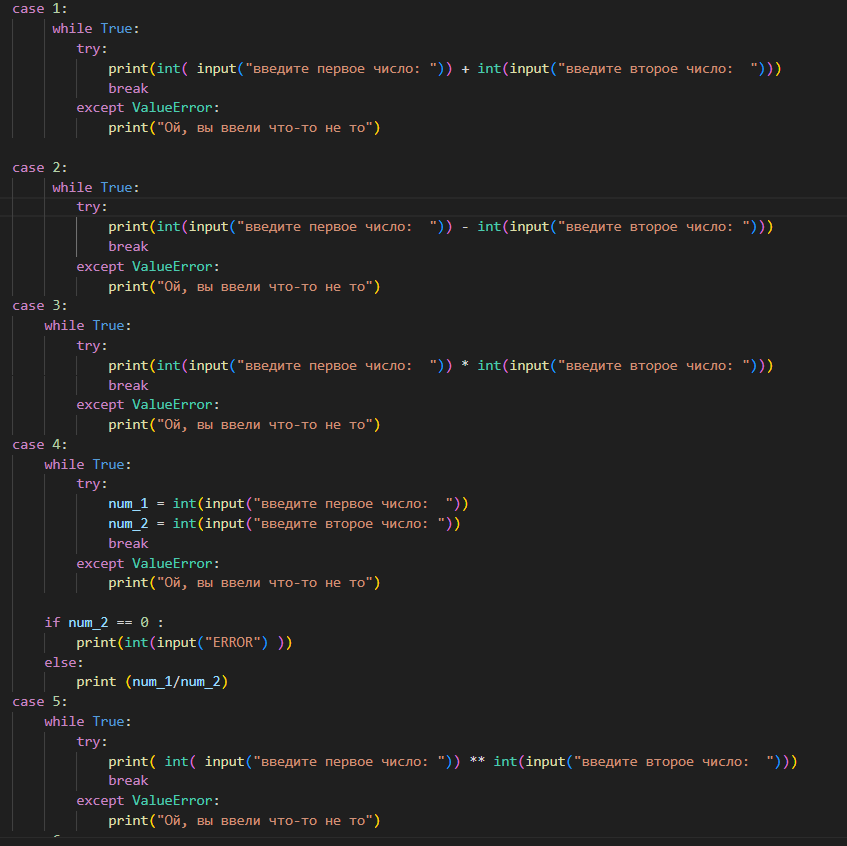 case 1:
while True:
try:
print(int( input("введите первое число: ")) + int(input("введите второе число:  ")))
break
except ValueError:
print("Ой, вы ввели что-то не то")
case 2:
while True:
try:
print(int(input("введите первое число:  ")) - int(input("введите второе число: ")))
break
except ValueError:
print("Ой, вы ввели что-то не то")
case 3:
while True:
try:
print(int(input("введите первое число:  ")) * int(input("введите второе число: ")))
break
except ValueError:
print("Ой, вы ввели что-то не то")
case 4:
while True:
try:
num_1 = int(input("введите первое число:  "))
num_2 = int(input("введите второе число: "))
break
except ValueError:
print("Ой, вы ввели что-то не то")
if num_2 == 0 :
print(int(input("ERROR") ))
else:
print (num_1/num_2)
case 5:
while True:
try:
print( int( input("введите первое число: ")) ** int(input("введите второе число:  ")))
break
except ValueError:
print("Ой, вы ввели что-то не то")